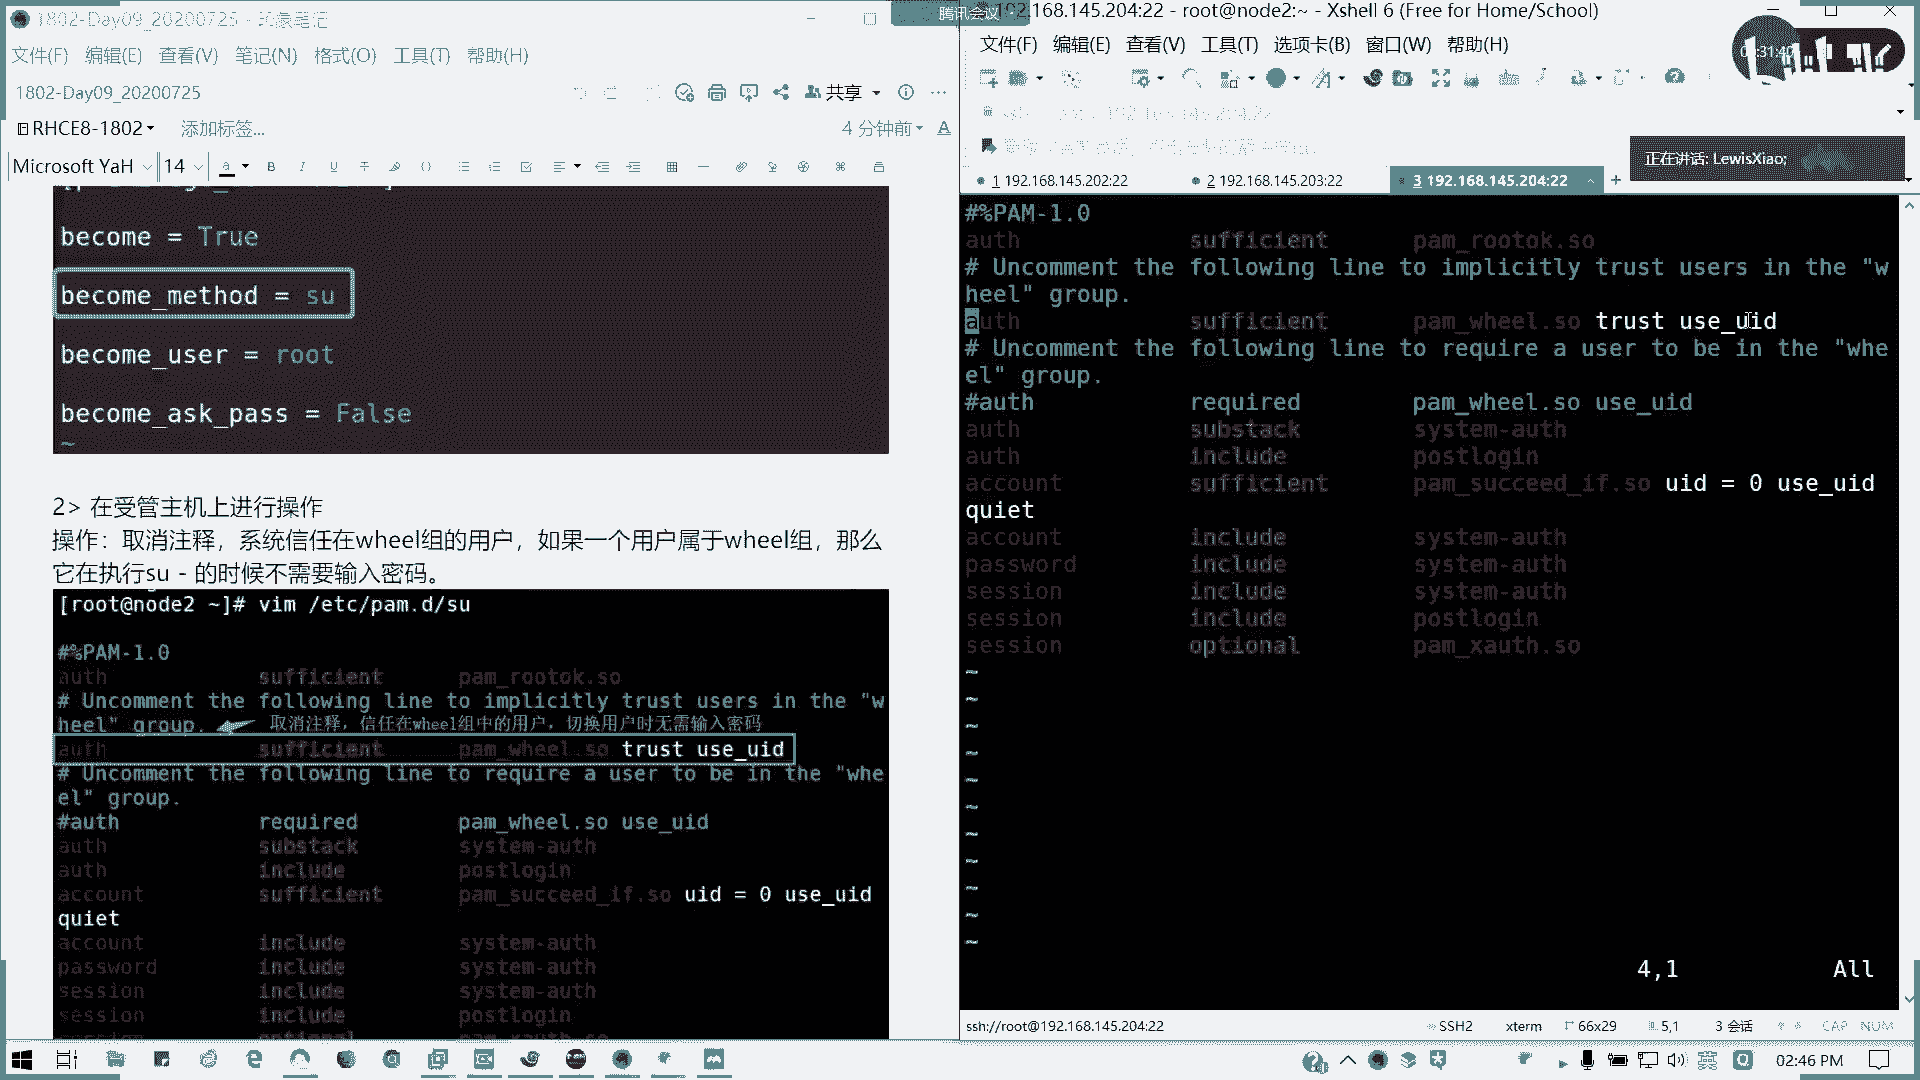 1802-Day09_20200725 - 印象笔记
文件(F) 编辑(E) 查看(V) 笔记(N) 格式(O) 工具(T) 帮助(H)
1802-Day09_20200725
共享
RHCE8-1802
添加标签...
4 分钟前
Microsoft YaH
14
become = True
become_method = su
become_user = root
become_ask_pass = False
~
2> 在受管主机上进行操作
操作：取消注释，系统信任在wheel组的用户，如果一个用户属于wheel组，那么
它在执行su - 的时候不需要输入密码。
[root@node2 ~]# vim /etc/pam.d/su
#%PAM-1.0
auth sufficient pam_rootok.so
# Uncomment the following line to implicitly trust users in the "w
heel" group.
取消注释，信任在wheel组中的用户，切换用户时无需输入密码
auth sufficient pam_wheel.so trust use_uid
# Uncomment the following line to require a user to be in the "whe
el" group.
#auth required pam_wheel.so use_uid
auth substack system-auth
auth include postlogin
account sufficient pam_succeed_if.so uid = 0 use_uid
quiet
account include system-auth
password include system-auth
session include system-auth
session include postlogin
session optional pam_xauth.so
腾讯会议
192.168.145.204:22 - root@node2:~ - Xshell 6 (Free for Home/School)
文件(F) 编辑(E) 查看(V) 工具(T) 选项卡(B) 窗口(W) 帮助(H)
正在讲话: LewisXiao;
1 192.168.145.202:22
2 192.168.145.203:22
3 192.168.145.204:22
#%PAM-1.0
auth sufficient pam_rootok.so
# Uncomment the following line to implicitly trust users in the "w
heel" group.
auth sufficient pam_wheel.so trust use_uid
# Uncomment the following line to require a user to be in the "whe
el" group.
#auth required pam_wheel.so use_uid
auth substack system-auth
auth include postlogin
account sufficient pam_succeed_if.so uid = 0 use_uid
quiet
account include system-auth
password include system-auth
session include system-auth
session include postlogin
session optional pam_xauth.so
~
~
~
~
~
~
~
~
~
~
~
4,1 All
ssh://root@192.168.145.204:22
SSH2
xterm
66x29
5,1
3 会话
CAP NUM
英
02:46 PM